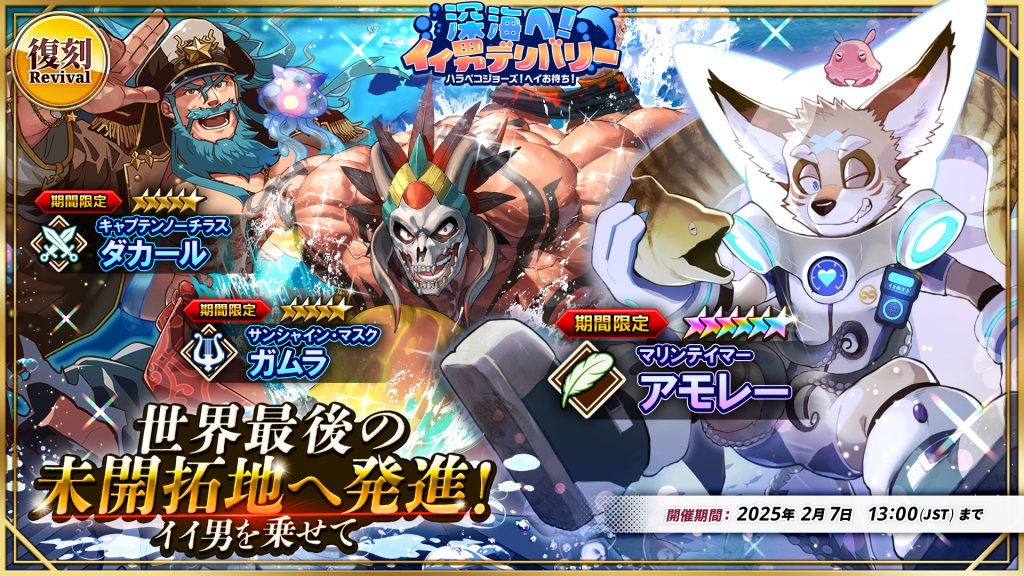 復刻
Revival
深海へ!
イイ男デリバリー
ハラペコジョーズ!ヘイお待ち!
期間限定
キャプテンノーチラス
ダカール
期間限定
サンシャイン・マスク
ガムラ
期間限定
マリンテイマー
アモレー
世界最後の
未開拓地へ発進!
イイ男を乗せて
開催期間: 2025年 2月7日 13:00(JST)まで